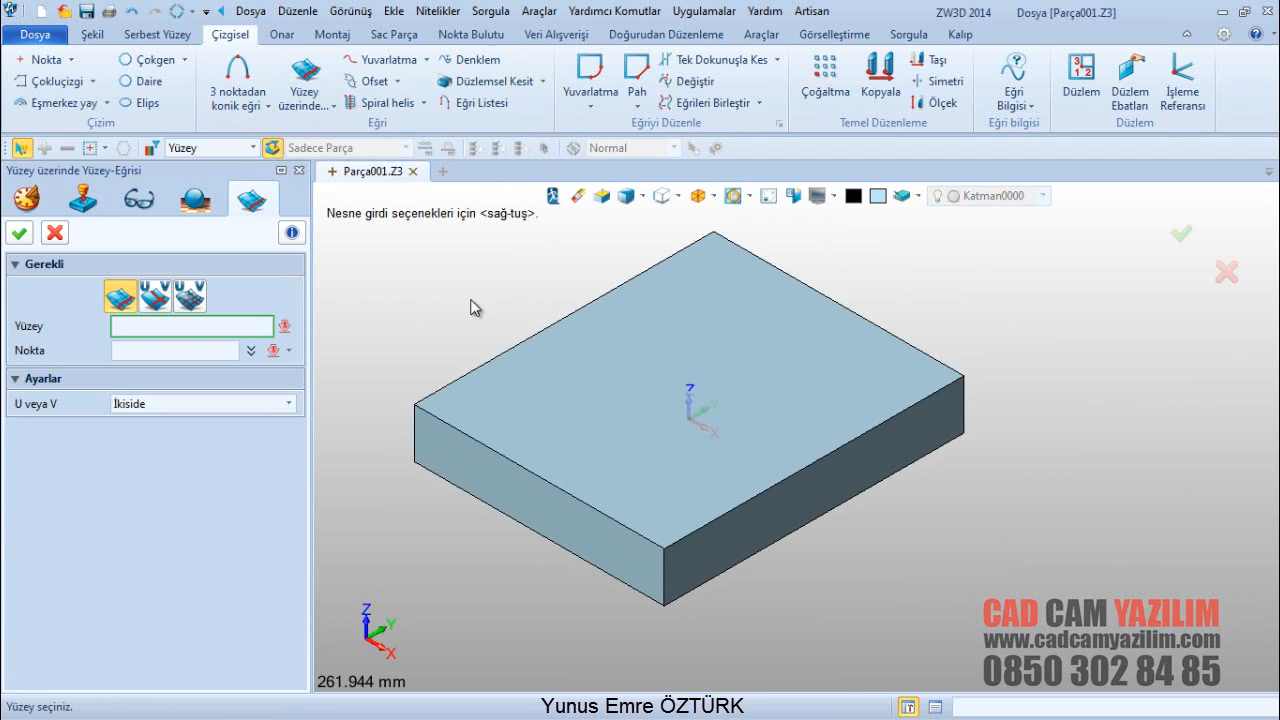 Dosya Düzenle Görünüş Ekle Nitelikler Sorgula Araçlar Yardımcı Komutlar Uygulamalar Yardım Artisan ZW3D 2014 Dosya [Parça001.Z3]
Dosya Şekil Serbest Yüzey Çizgisel Onar Montaj Sac Parça Nokta Bulutu Veri Alışverişi Doğurudan Düzenleme Araçlar Görselleştirme Sorgula Kalıp
Nokta Çokgen Yuvarlatma Denklem Tek Dokunuşla Kes Taşı
Çokluçizgi Daire Ofset Düzlemsel Kesit Değiştir Simetri
Eşmerkez yay Elips Spiral helis Eğri Listesi Eğrileri Birleştir Ölçek
3 noktadan konik eğri
Yüzey üzerinde...
Yuvarlatma Pah Çoğaltma Kopyala
Eğri Bilgisi
Düzlem
Düzlem Ebatları
İşleme Referansı
Çizim Eğri Eğriyi Düzenle Temel Düzenleme Eğri bilgisi Düzlem
Yüzey Sadece Parça Normal
Yüzey üzerinde Yüzey-Eğrisi
Parça001.Z3
Katman0000
Nesne girdi seçenekleri için <sağ-tuş>.
Gerekli
U V U V
Yüzey
Nokta
Ayarlar
U veya V İkiside
Z
Y
X
Z
Y
X
261.944 mm
CAD CAM YAZILIM
www.cadcamyazilim.com
0850 302 84 85
Yüzey seçiniz.
Yunus Emre ÖZTÜRK